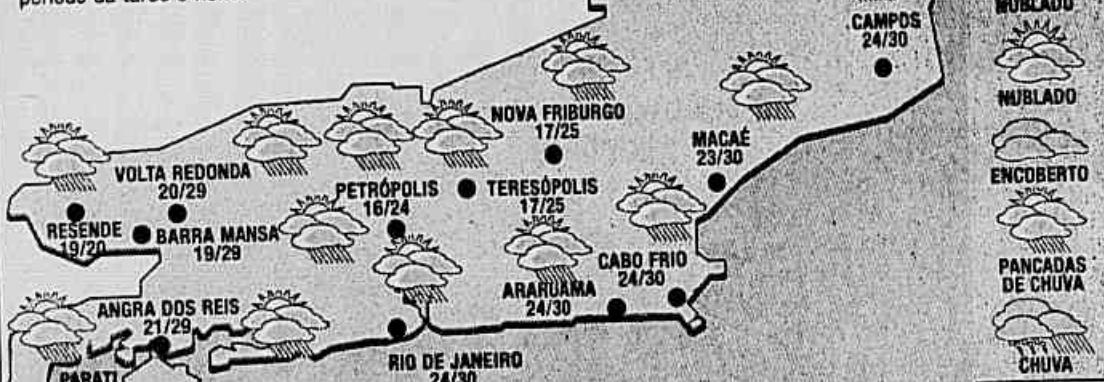 CAMPOS
24/30
NOVA FRIBURGO
17/25
MACAÉ
23/30
VOLTA REDONDA
20/29
PETRÓPOLIS
16/24
TERESÓPOLIS
17/25
RESENDE
19/20
BARRA MANSA
19/29
CABO FRIO
24/30
ARARUAMA
24/30
ANGRA DOS REIS
21/29
PARATI
RIO DE JANEIRO
24/30
NUBLADO
NUBLADO
ENCOBERTO
PANCADAS
DE CHUVA
CHUVA